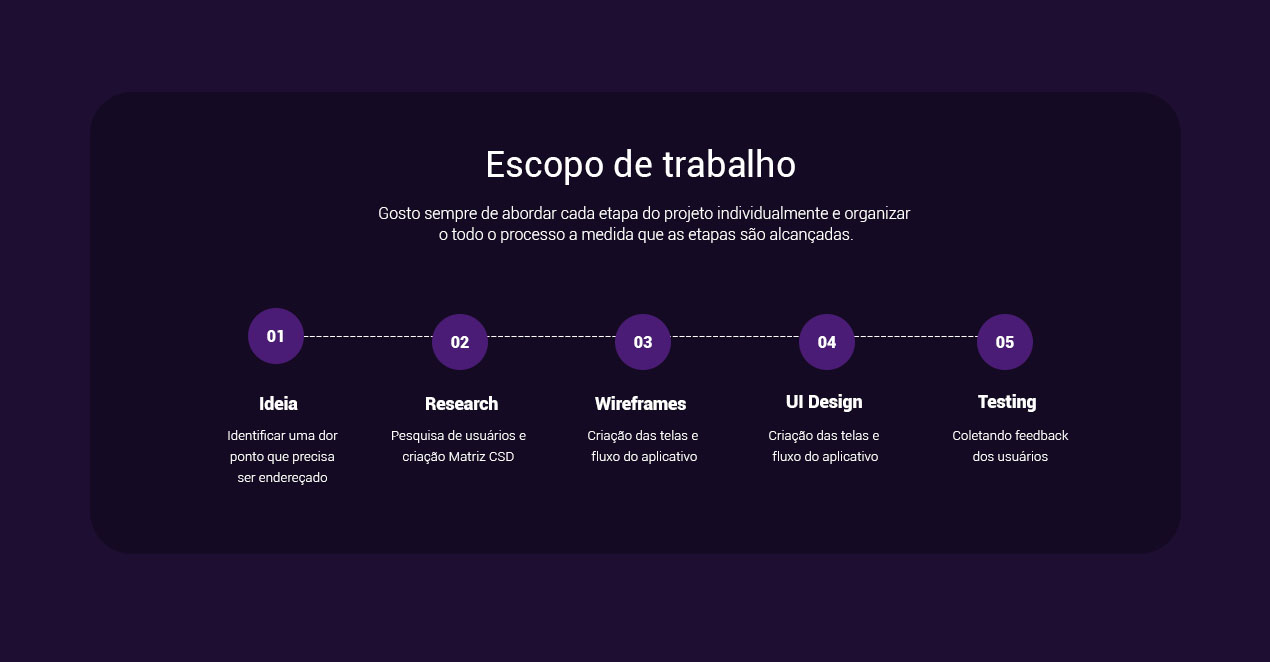 Escopo de trabalho
Gosto sempre de abordar cada etapa do projeto individualmente e organizar
o todo o processo a medida que as etapas são alcançadas.
01
02
03
04
05
Ideia
Research
Wireframes
UI Design
Testing
Identificar uma dor
ponto que precisa
ser endereçado
Pesquisa de usuários e
criação Matriz CSD
Criação das telas e
fluxo do aplicativo
Criação das telas e
fluxo do aplicativo
Coletando feedback
dos usuários